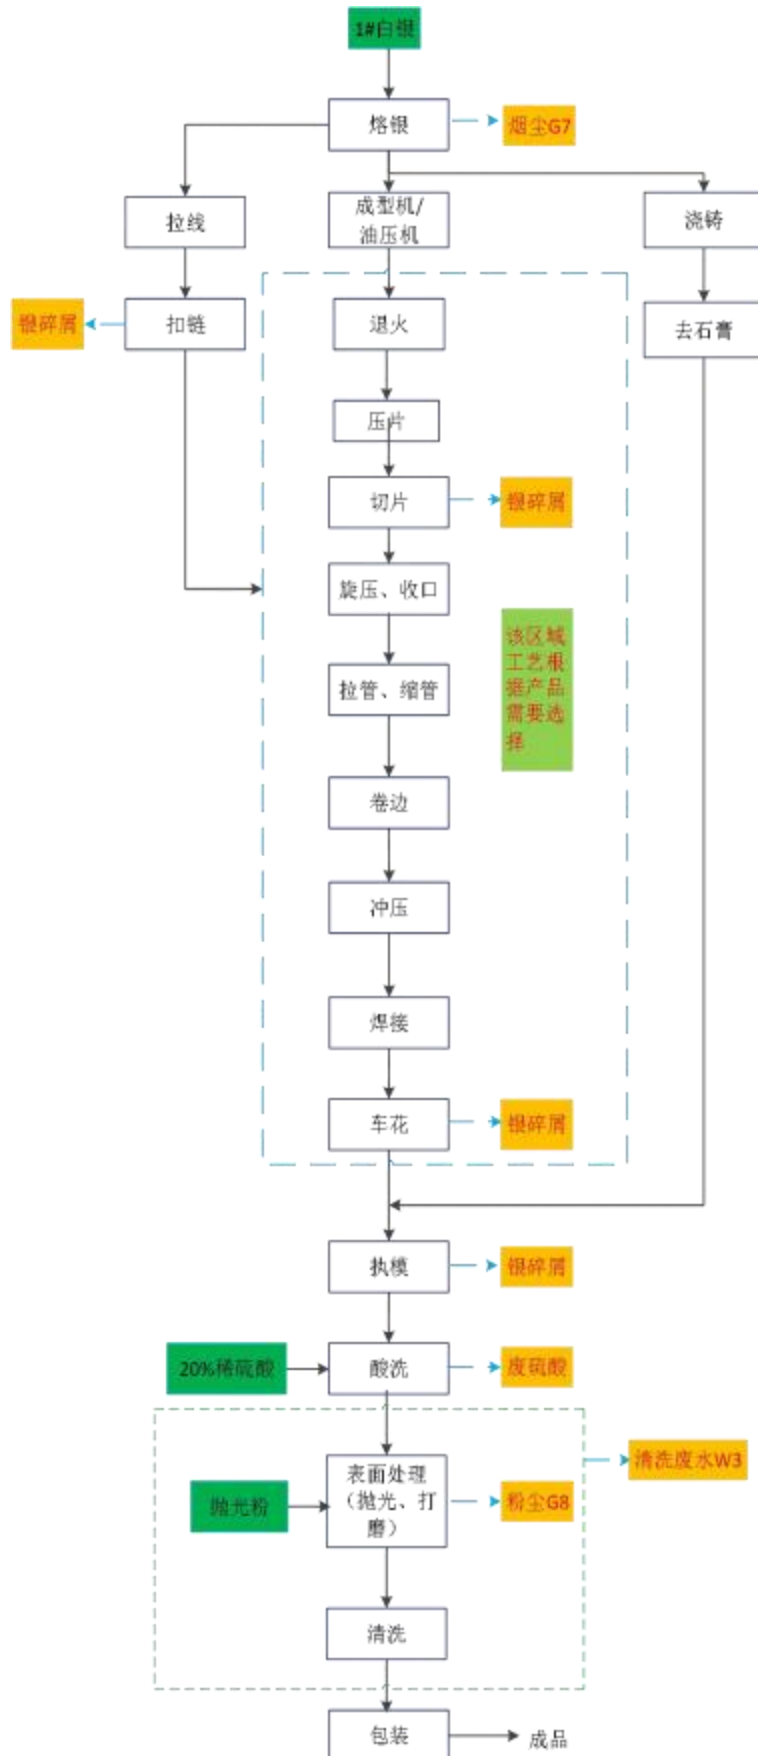 1#白银
熔银
烟尘G7
拉线
成型机/
油压机
浇铸
银碎屑
扣链
退火
去石膏
压片
切片
银碎屑
旋压、收口
该区域
工艺根
据产品
需要选
择
拉管、缩管
卷边
冲压
焊接
车花
银碎屑
执模
银碎屑
20%稀硫酸
酸洗
废硫酸
清洗废水W3
抛光粉
表面处理
（抛光、打
磨）
粉尘G8
清洗
包装
成品